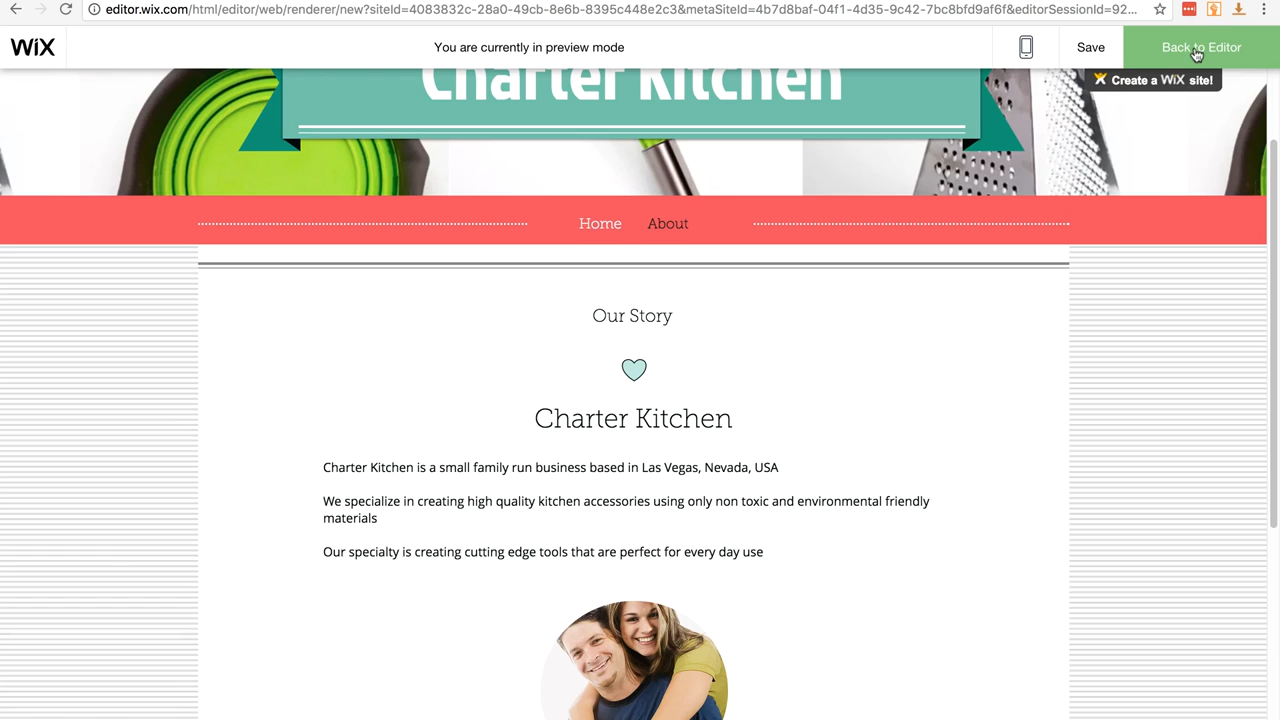 editor.wix.com/html/editor/web/renderer/new?siteId=4083832c-28a0-49cb-8e6b-8395c448e2c3&metaSiteId=4b7d8baf-04f1-4d35-9c42-7bc8bfd9af6f&editorSessionId=92...
WiX
You are currently in preview mode
Save
Back to Editor
Create a WiX site!
Charter Kitchen
Home
About
Our Story
Charter Kitchen
Charter Kitchen is a small family run business based in Las Vegas, Nevada, USA
We specialize in creating high quality kitchen accessories using only non toxic and environmental friendly
materials
Our specialty is creating cutting edge tools that are perfect for every day use